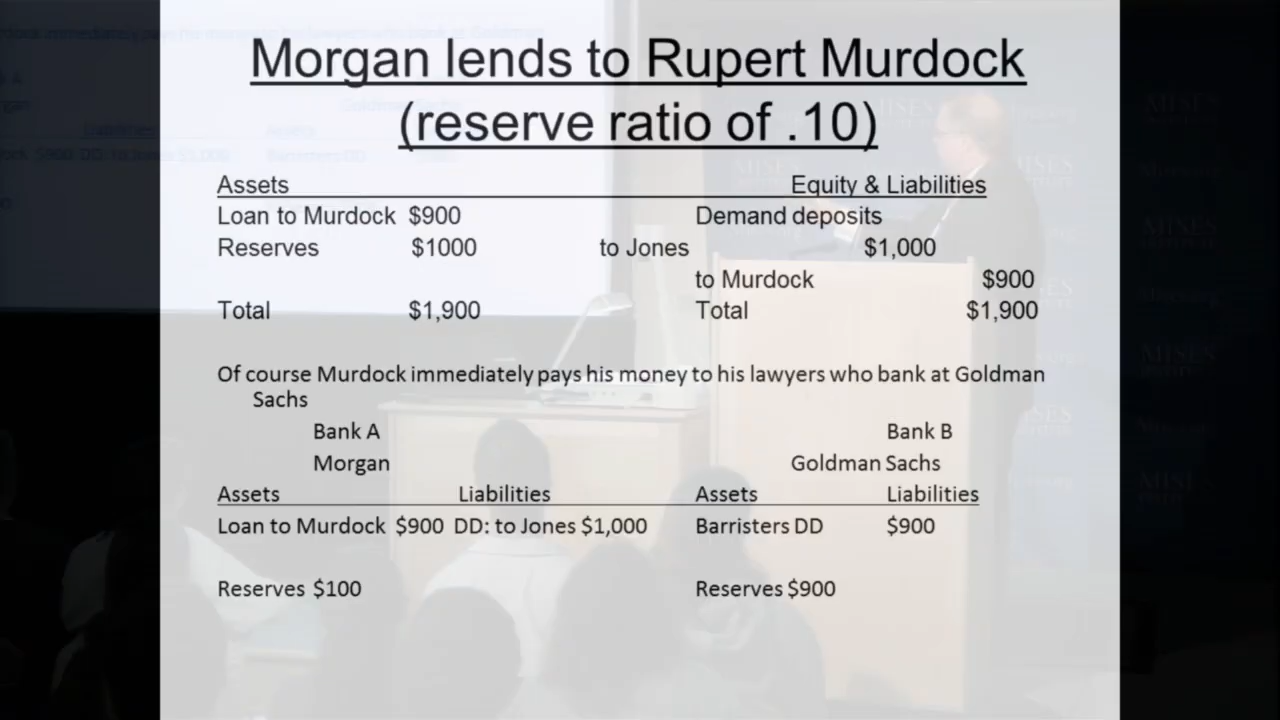 Morgan lends to Rupert Murdock
(reserve ratio of .10)
Assets Equity & Liabilities
Loan to Murdock $900 Demand deposits
Reserves $1000 to Jones $1,000
to Murdock $900
Total $1,900 Total $1,900
Of course Murdock immediately pays his money to his lawyers who bank at Goldman
Sachs
Bank A Bank B
Morgan Goldman Sachs
Assets Liabilities Assets Liabilities
Loan to Murdock $900 DD: to Jones $1,000 Barristers DD $900
Reserves $100 Reserves $900
MISES
MISES
MISES